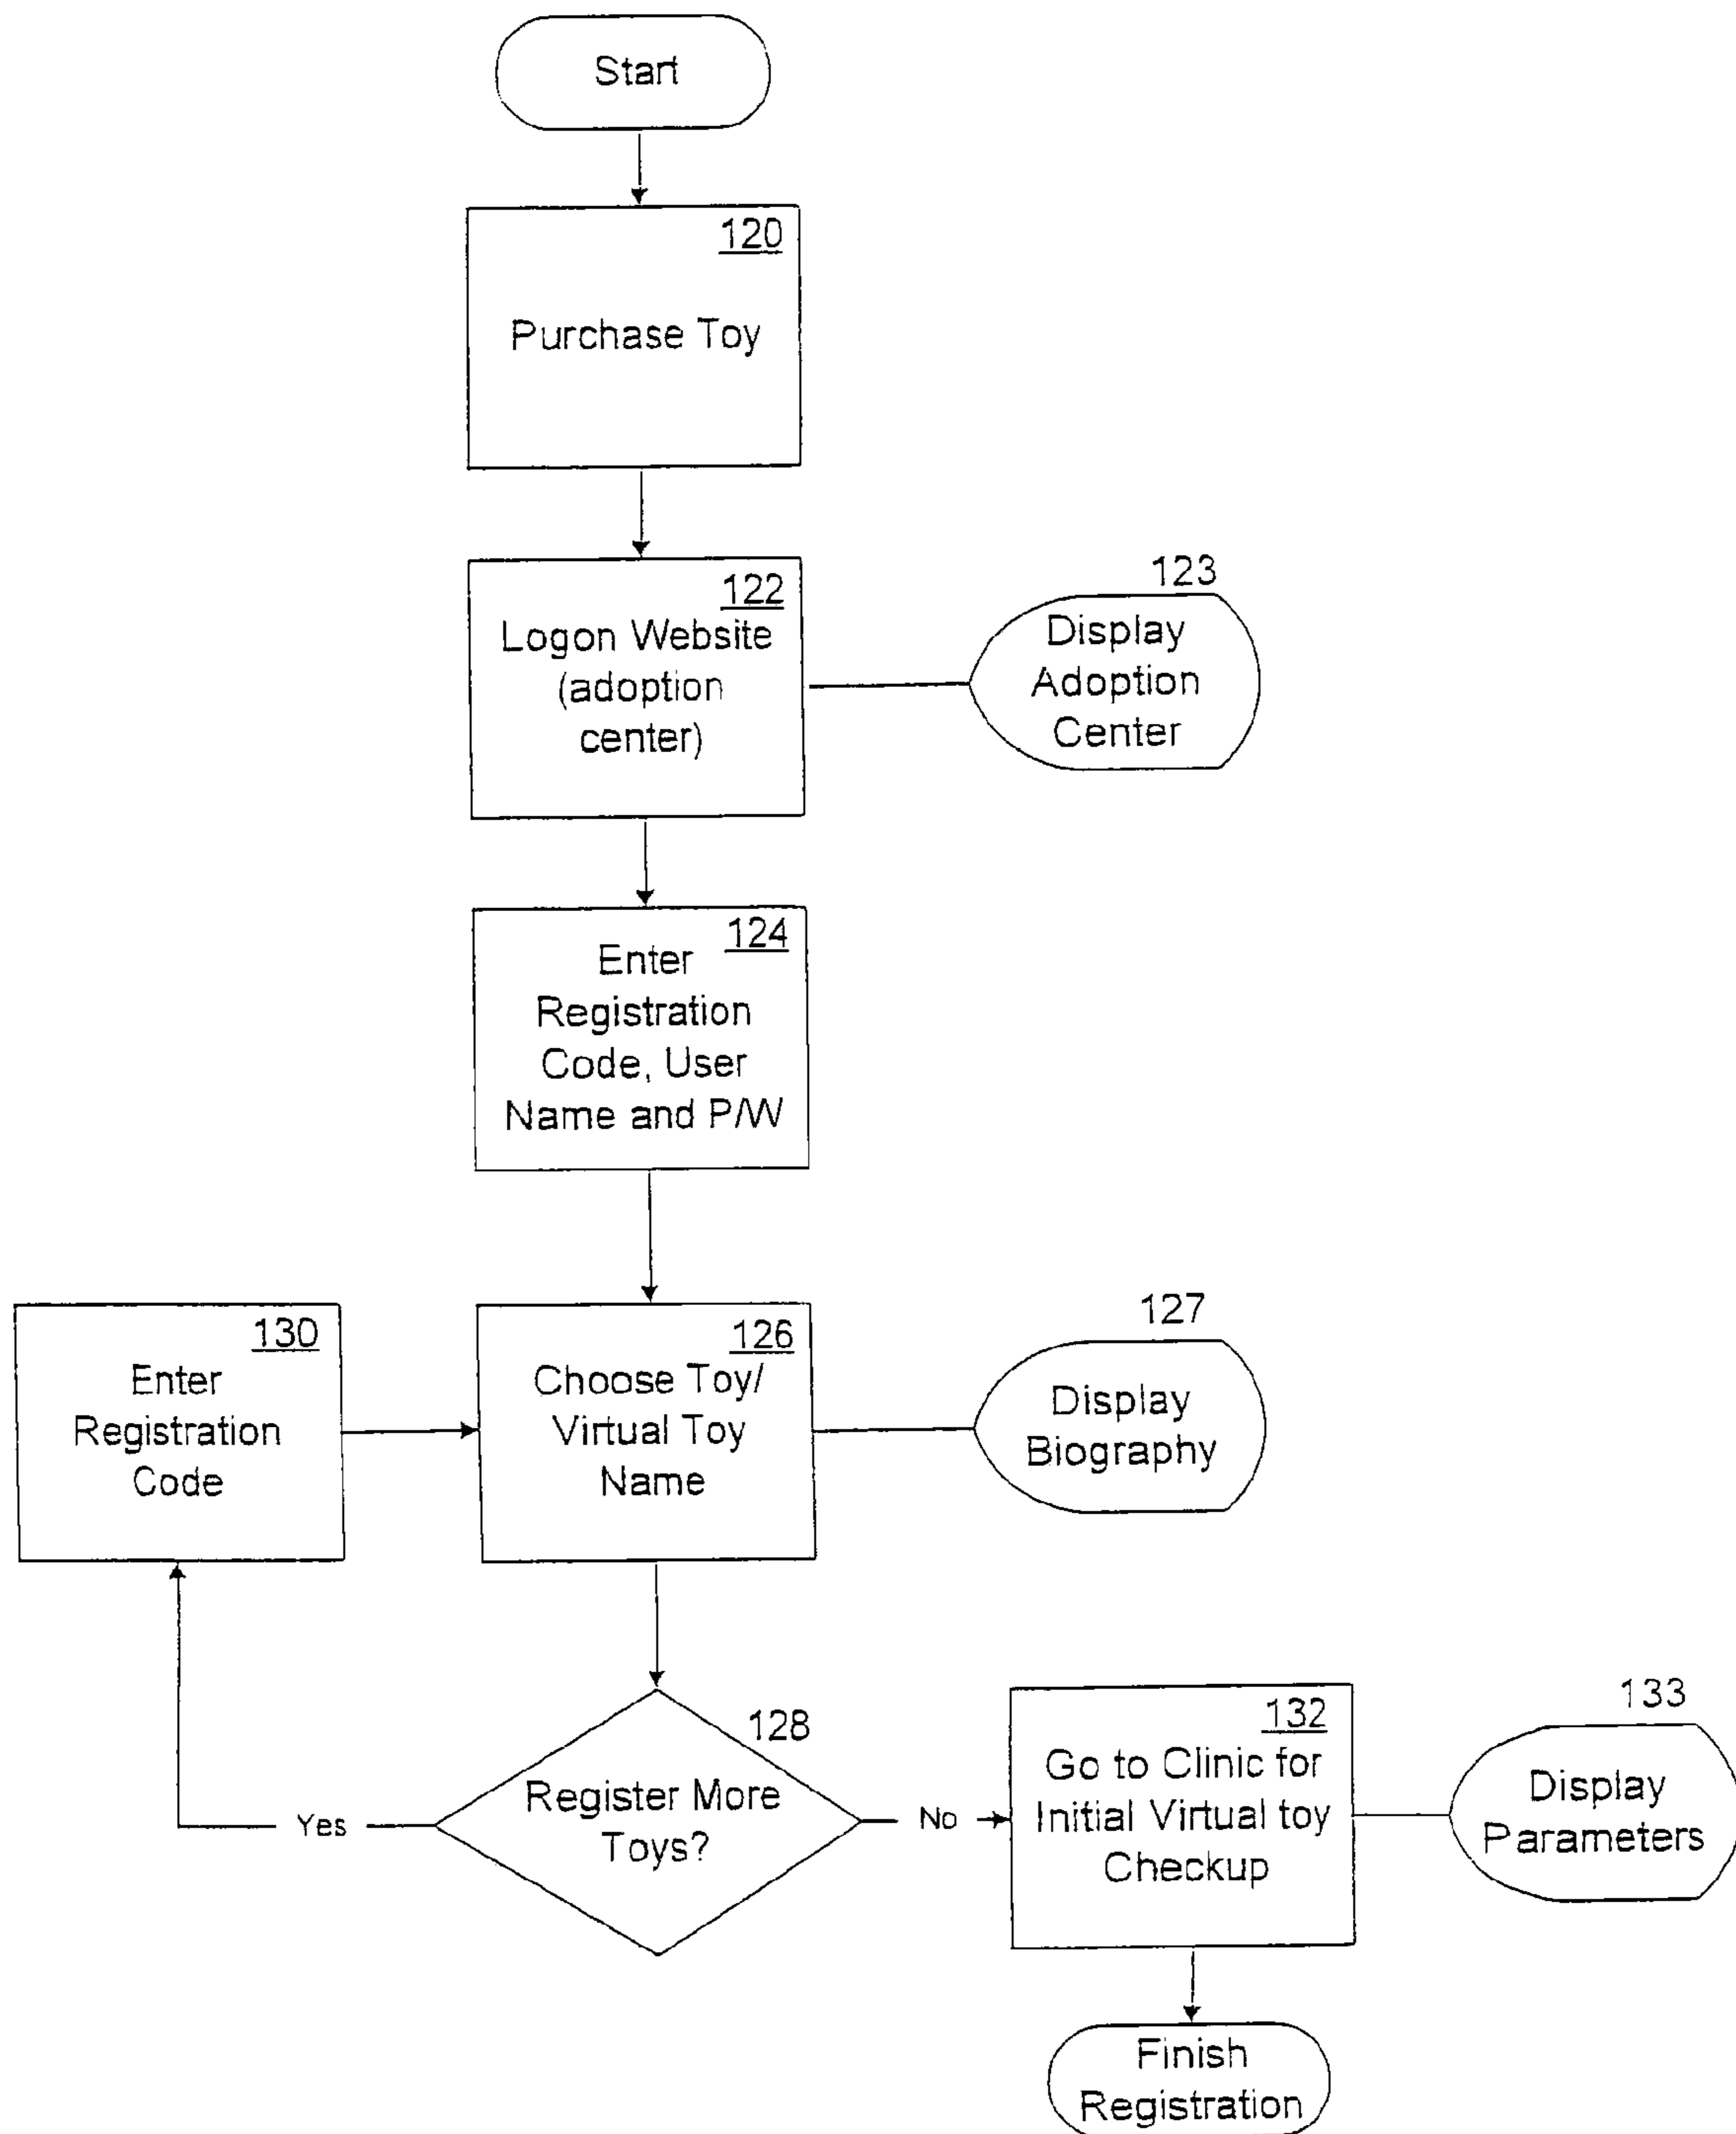 Start
120
Purchase Toy
122
Logon Website
(adoption
center)
123
Display
Adoption
Center
124
Enter
Registration
Code, User
Name and P/W
130
Enter
Registration
Code
126
Choose Toy/
Virtual Toy
Name
127
Display
Biography
128
Register More
Toys?
Yes
No
132
Go to Clinic for
Initial Virtual toy
Checkup
133
Display
Parameters
Finish
Registration